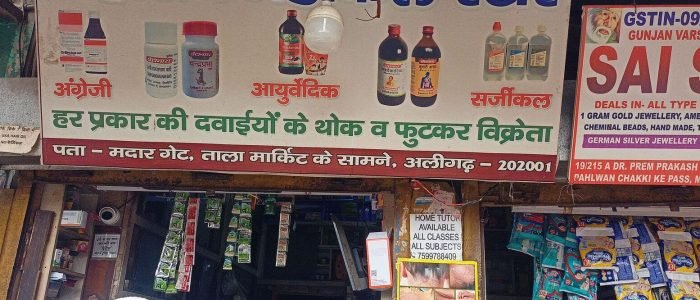 अंग्रेजी
आयुर्वेदिक
सर्जीकल
हर प्रकार की दवाईयों के थोक व फुटकर विक्रेता
पता – मदार गेट, ताला मार्किट के सामने, अलीगढ़ – 202001
GSTIN-09
GUNJAN VARS
SAI S
DEALS IN- ALL TYPE
1 GRAM GOLD JEWELLERY, AME
CHEMINAL BEADS, HAND MADE,
GERMAN SILVER JEWELLERY
19/215 A DR. PREM PRAKASH
PAHLWAN CHAKKI KE PASS, M
HOME TUTOR
AVAILABLE
ALL CLASSES
ALL SUBJECTS
7599788409